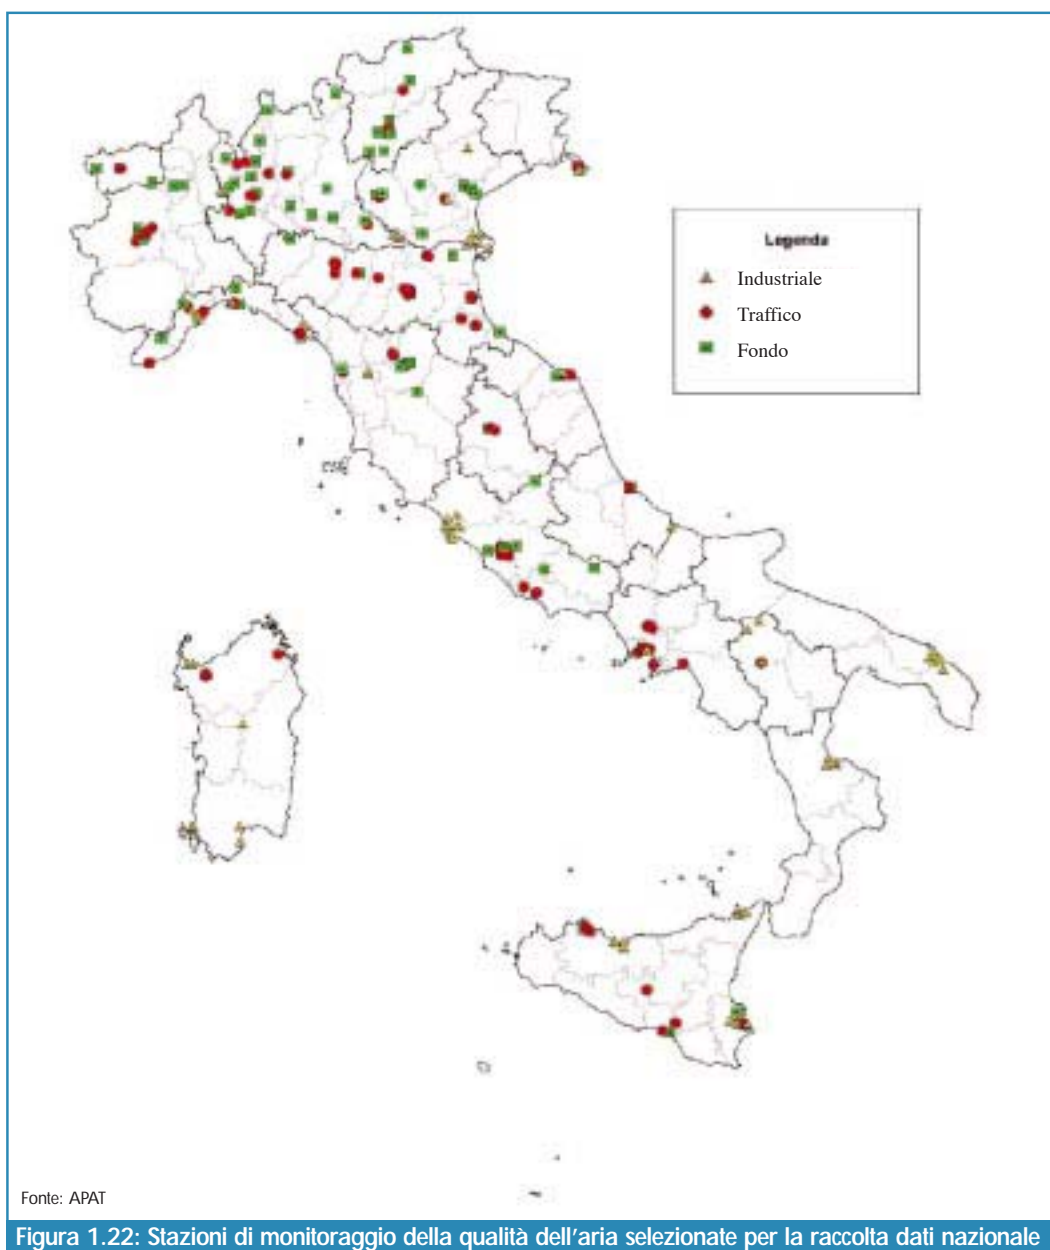 Legenda
Industriale
Traffico
Fondo
Fonte: APAT
Figura 1.22: Stazioni di monitoraggio della qualità dell'aria selezionate per la raccolta dati nazionale